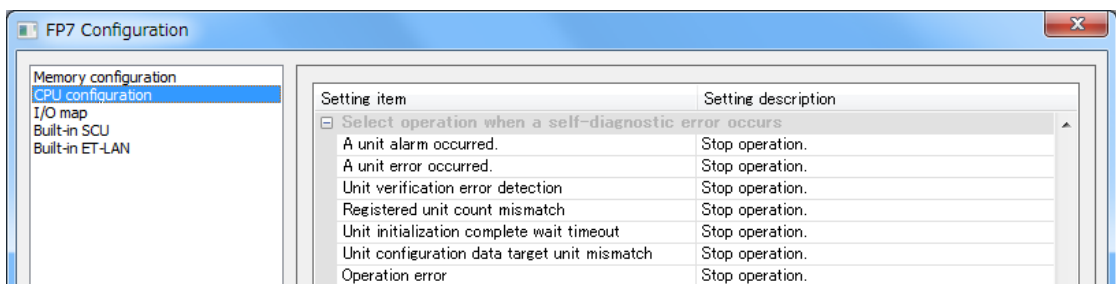 FP7 Configuration
Memory configuration
CPU configuration
I/O map
Built-in SCU
Built-in ET-LAN
Setting item Setting description
Select operation when a self-diagnostic error occurs
A unit alarm occurred. Stop operation.
A unit error occurred. Stop operation.
Unit verification error detection Stop operation.
Registered unit count mismatch Stop operation.
Unit initialization complete wait timeout Stop operation.
Unit configuration data target unit mismatch Stop operation.
Operation error Stop operation.